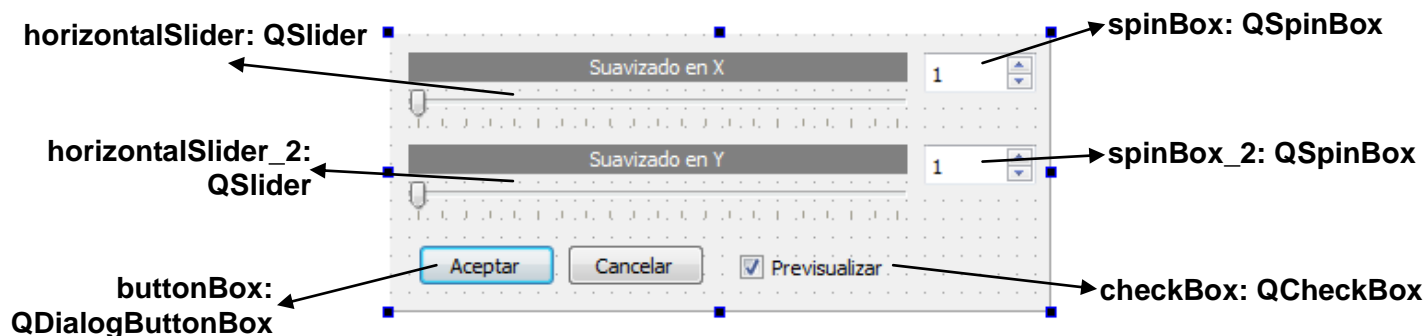 horizontalSlider: QSlider
spinBox: QSpinBox
Suavizado en X
1
horizontalSlider_2:
QSlider
Suavizado en Y
1
spinBox_2: QSpinBox
Aceptar
Cancelar
Previsualizar
buttonBox:
QDialogButtonBox
checkBox: QCheckBox